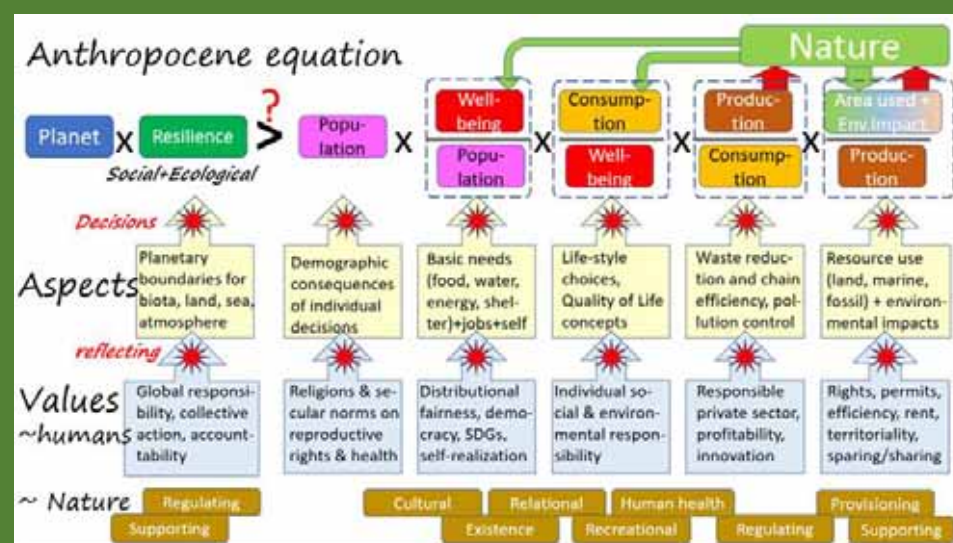 Anthropocene equation
Nature
?
Planet
x
Resilience
>
Popu-
lation
x
Well-
being
Popu-
lation
x
Consump-
tion
Well-
being
x
Produc-
tion
Consump-
tion
x
Area used +
Env.Impact
Produc-
tion
Social+Ecological
Decisions
Aspects
Planetary
boundaries for
biota, land, sea,
atmosphere
Demographic
consequences
of individual
decisions
Basic needs
(food, water,
energy, shel-
ter)+jobs+self
Life-style
choices,
Quality of Life
concepts
Waste reduc-
tion and chain
efficiency, pol-
lution control
Resource use
(land, marine,
fossil) + environ-
mental impacts
reflecting
Values
~humans
Global responsi-
bility, collective
action, account-
tability
Religions & se-
cular norms on
reproductive
rights & health
Distributional
fairness, demo-
cracy, SDGs,
self-realization
Individual so-
cial & environ-
mental respon-
sibility
Responsible
private sector,
profitability,
innovation
Rights, permits,
efficiency, rent,
territoriality,
sparing/sharing
~ Nature
Regulating
Supporting
Cultural
Relational
Human health
Provisioning
Existence
Recreational
Regulating
Supporting